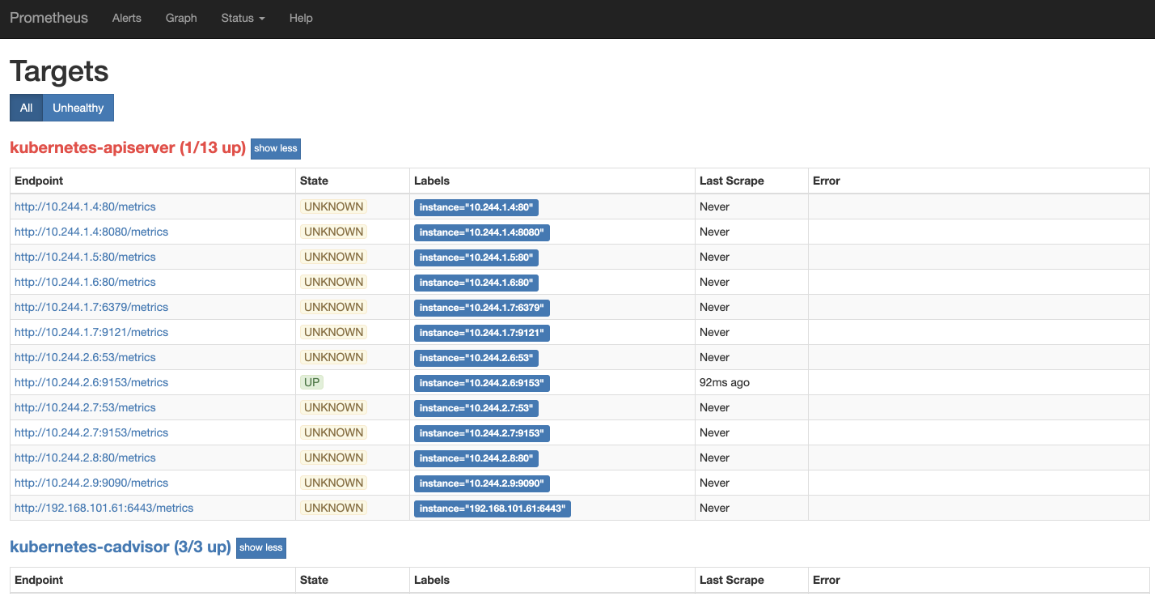 Prometheus Alerts Graph Status Help
Targets
All Unhealthy
kubernetes-apiserver (1/13 up) show less
Endpoint State Labels Last Scrape Error
http://10.244.1.4:80/metrics UNKNOWN instance="10.244.1.4:80" Never
http://10.244.1.4:8080/metrics UNKNOWN instance="10.244.1.4:8080" Never
http://10.244.1.5:80/metrics UNKNOWN instance="10.244.1.5:80" Never
http://10.244.1.6:80/metrics UNKNOWN instance="10.244.1.6:80" Never
http://10.244.1.7:6379/metrics UNKNOWN instance="10.244.1.7:6379" Never
http://10.244.1.7:9121/metrics UNKNOWN instance="10.244.1.7:9121" Never
http://10.244.2.6:53/metrics UNKNOWN instance="10.244.2.6:53" Never
http://10.244.2.6:9153/metrics UP instance="10.244.2.6:9153" 92ms ago
http://10.244.2.7:53/metrics UNKNOWN instance="10.244.2.7:53" Never
http://10.244.2.7:9153/metrics UNKNOWN instance="10.244.2.7:9153" Never
http://10.244.2.8:80/metrics UNKNOWN instance="10.244.2.8:80" Never
http://10.244.2.9:9090/metrics UNKNOWN instance="10.244.2.9:9090" Never
http://192.168.101.61:6443/metrics UNKNOWN instance="192.168.101.61:6443" Never
kubernetes-cadvisor (3/3 up) show less
Endpoint State Labels Last Scrape Error